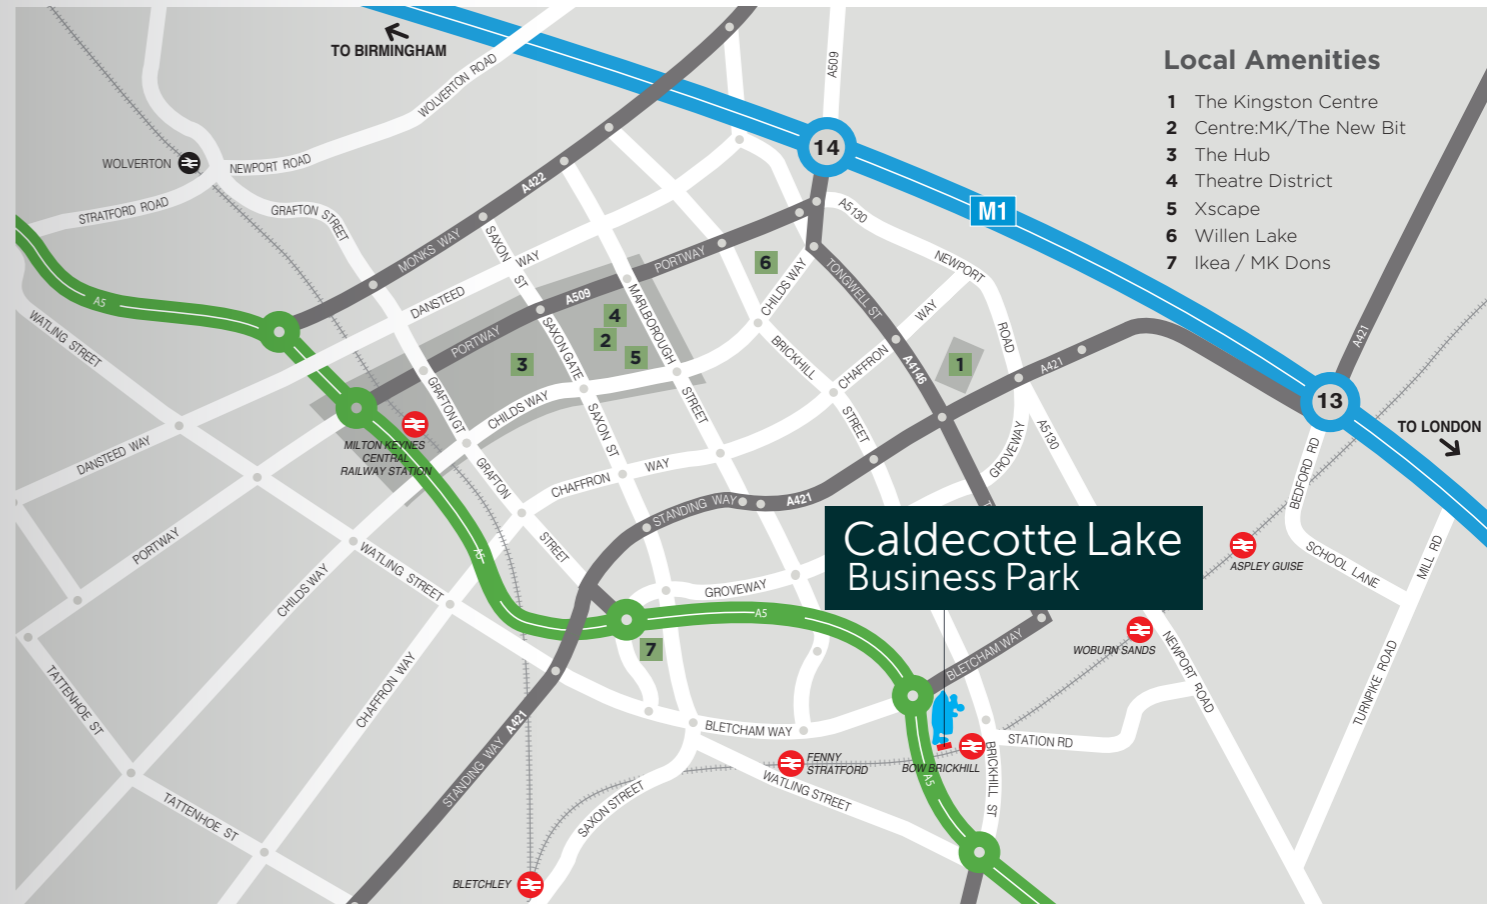 TO BIRMINGHAM
WOLVERTON ROAD
A509
Local Amenities
1 The Kingston Centre
2 Centre:MK/The New Bit
3 The Hub
4 Theatre District
5 Xscape
6 Willen Lake
7 Ikea / MK Dons
14
WOLVERTON
NEWPORT ROAD
A422
STRATFORD ROAD
GRAFTON STREET
M1
A5130
MONKS WAY
SAXON ST
WAY
PORTWAY
6
TONGWELL ST
NEWPORT
ROAD
A5
DANSTEED
A509
MARLBOROUGH
STREET
CHILDS WAY
WATLING STREET
PORTWAY
SAXON GATE
4
2
5
3
BRICKHILL
STREET
CHAFFRON
WAY
A4146
1
A421
A421
13
TO LONDON
GRAFTON GT
CHILDS WAY
MILTON KEYNES
CENTRAL
RAILWAY STATION
DANSTEED WAY
SAXON ST
GRAFTON
STREET
CHAFFRON
WAY
GROVEWAY
A5130
BEDFORD RD
STANDING WAY
A421
PORTWAY
WATLING STREET
A5
CHILDS WAY
Caldecotte Lake
Business Park
ASPLEY GUISE
SCHOOL LANE
MILL RD
GROVEWAY
A5
7
BLETCHAM WAY
WOBURN SANDS
NEWPORT ROAD
TURNPIKE ROAD
TATTENHOE ST
CHAFFRON WAY
STANDING WAY
A421
BLETCHAM WAY
STATION RD
FENNY
STRATFORD
BOW BRICKHILL
BRICKHILL ST
A5
WATLING STREET
SAXON STREET
TATTENHOE ST
BLETCHLEY